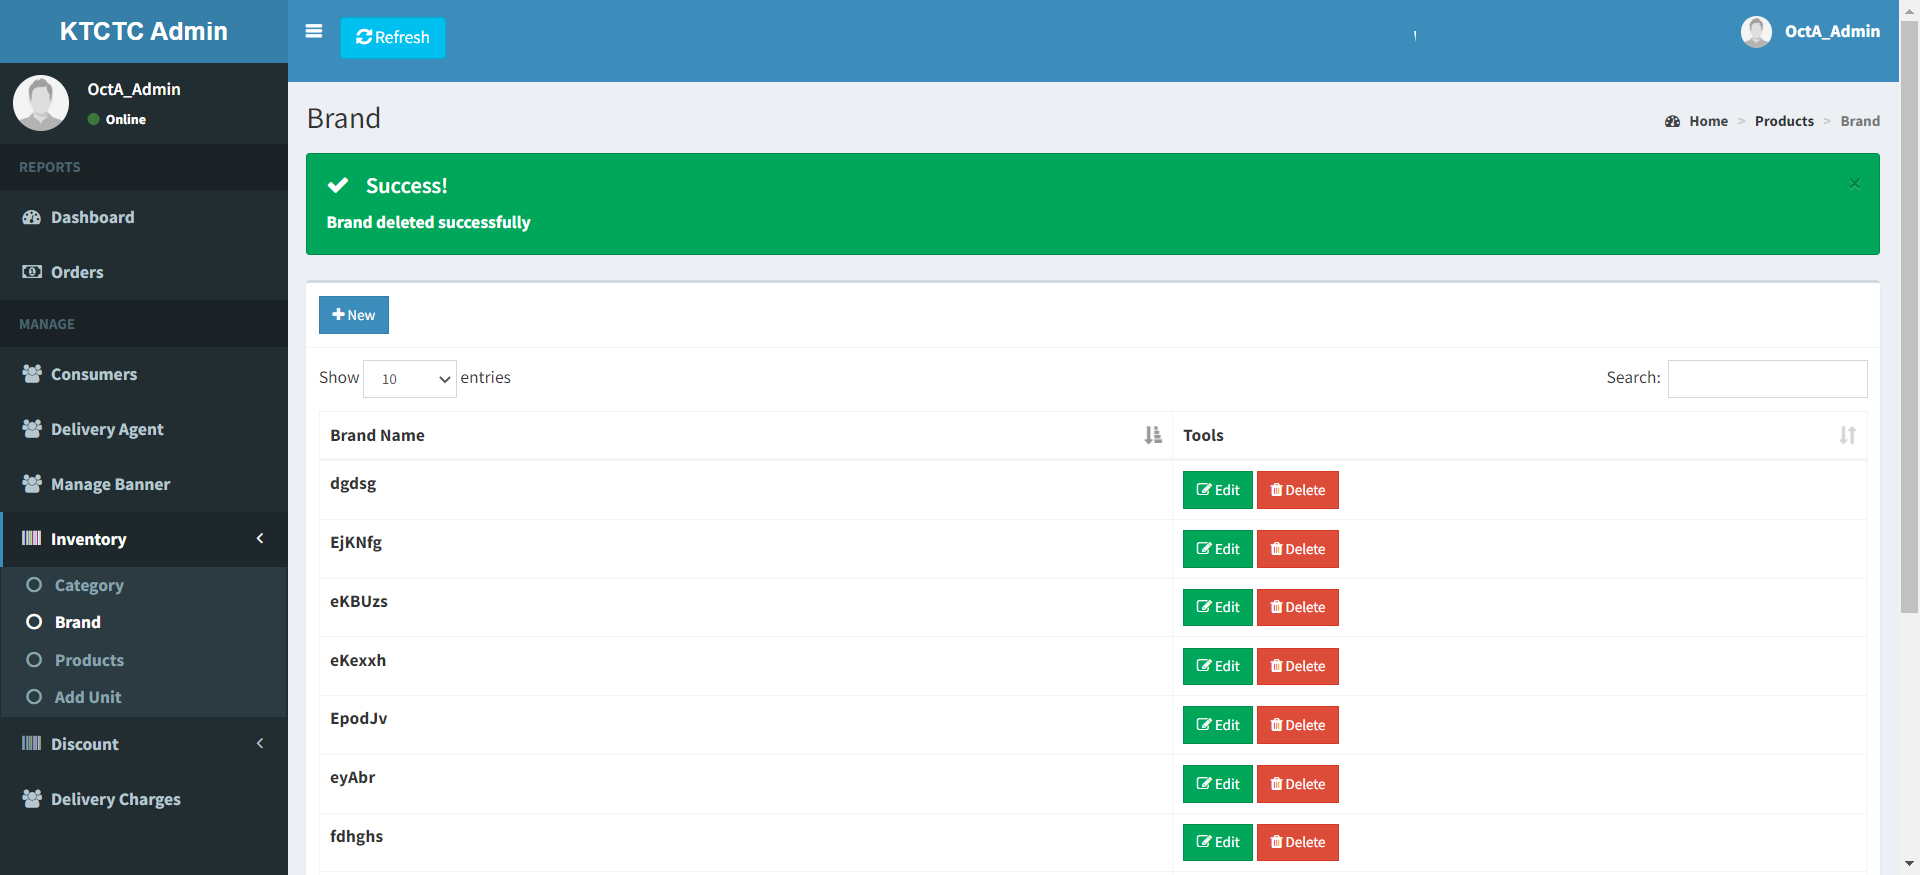 KTCTC Admin
Refresh
OctA_Admin
OctA_Admin
Online
REPORTS
Dashboard
Orders
MANAGE
Consumers
Delivery Agent
Manage Banner
Inventory
Category
Brand
Products
Add Unit
Discount
Delivery Charges
Brand
Home > Products > Brand
Success!
×
Brand deleted successfully
New
Show 10 entries
Search:
Brand Name Tools
dgdsg Edit Delete
EjKNfg Edit Delete
eKBUzs Edit Delete
eKexxh Edit Delete
EpodJv Edit Delete
eyAbr Edit Delete
fdhghs Edit Delete